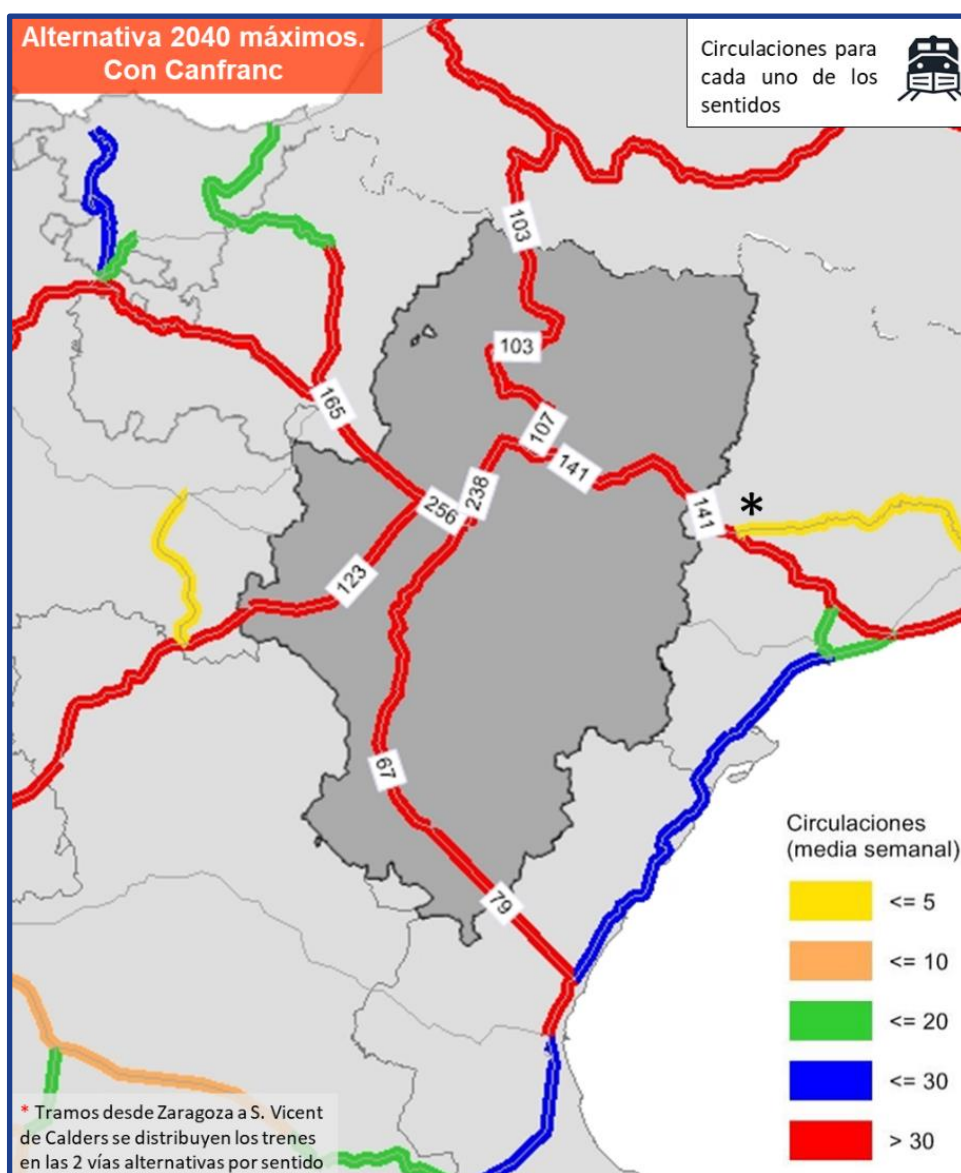 Alternativa 2040 máximos.
Con Canfranc
Circulaciones para
cada uno de los
sentidos
103
103
107
165
141
238
256
141
123
67
79
*
Circulaciones
(media semanal)
<= 5
<= 10
<= 20
<= 30
> 30
* Tramos desde Zaragoza a S. Vicent
de Calders se distribuyen los trenes
en las 2 vías alternativas por sentido